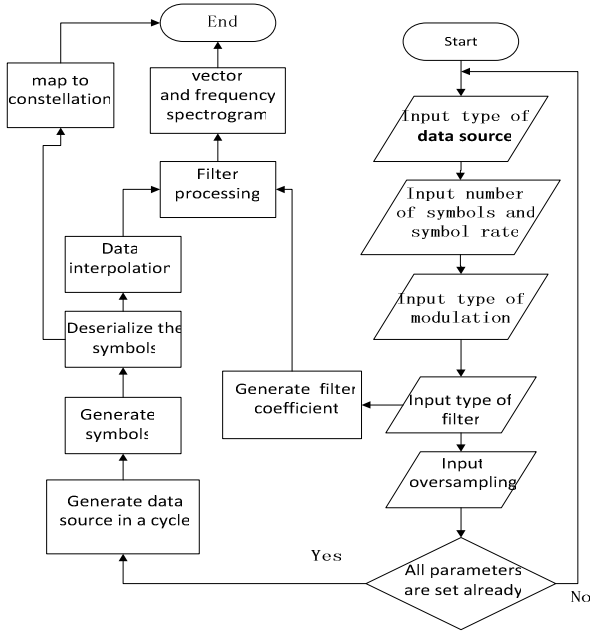 End
Start
map to
constellation
vector
and frequency
spectrogram
Input type of
data source
Filter
processing
Input number
of symbols and
symbol rate
Data
interpolation
Input type of
modulation
Deserialize the
symbols
Generate filter
coefficient
Input type of
filter
Generate
symbols
Input
oversampling
Generate data
source in a cycle
Yes
All parameters
are set already
No